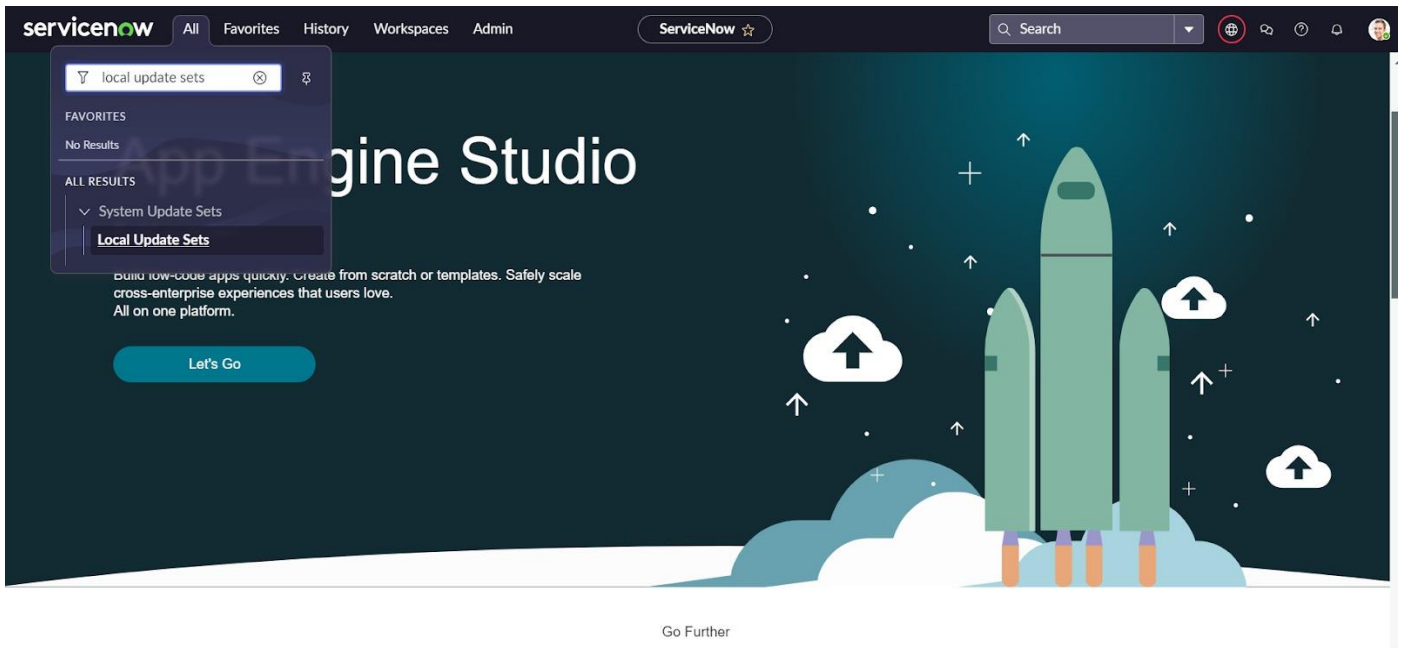 servicenow All Favorites History Workspaces Admin ServiceNow Search
local update sets
FAVORITES
No Results
App Engine Studio
ALL RESULTS
System Update Sets
Local Update Sets
Build low-code apps quickly. Create from scratch or templates. Safely scale
cross-enterprise experiences that users love.
All on one platform.
Let's Go
Go Further